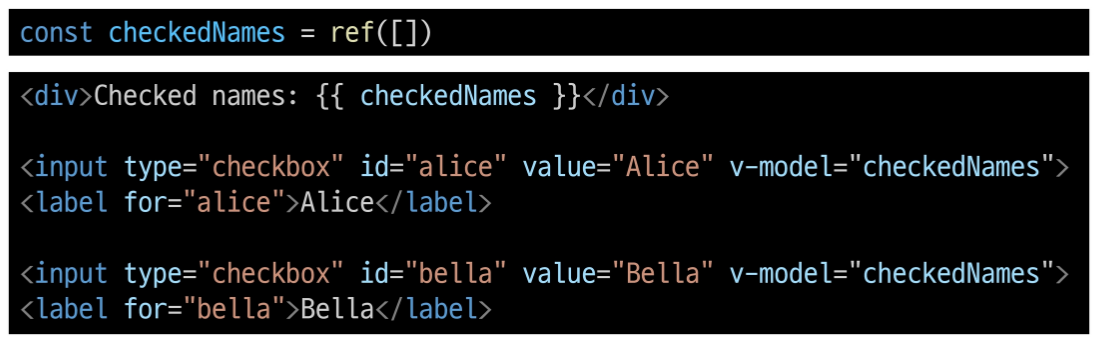 const checkedNames = ref([])
<div>Checked names: {{ checkedNames }}</div>
<input type="checkbox" id="alice" value="Alice" v-model="checkedNames">
<label for="alice">Alice</label>
<input type="checkbox" id="bella" value="Bella" v-model="checkedNames">
<label for="bella">Bella</label>